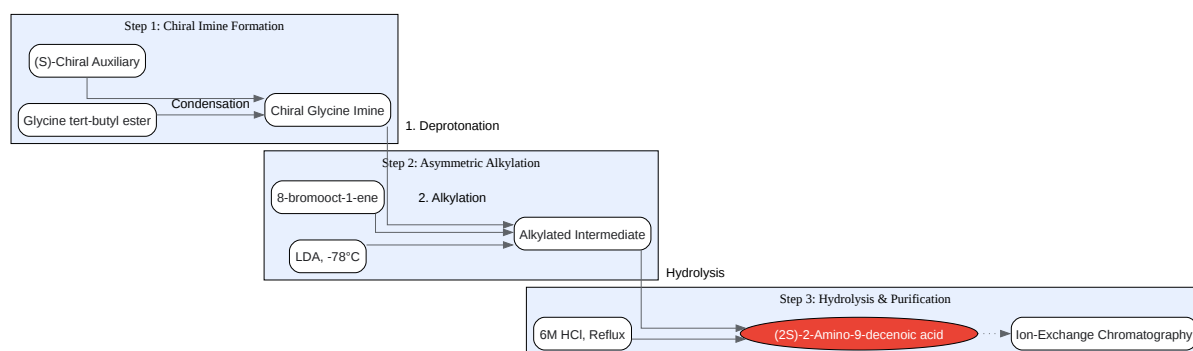 Step 1: Chiral Imine Formation
(S)-Chiral Auxiliary
Condensation
Glycine tert-butyl ester
Chiral Glycine Imine
1. Deprotonation
Step 2: Asymmetric Alkylation
8-bromooct-1-ene
2. Alkylation
LDA, -78°C
Alkylated Intermediate
Hydrolysis
Step 3: Hydrolysis & Purification
6M HCl, Reflux
(2S)-2-Amino-9-decenoic acid
Ion-Exchange Chromatography